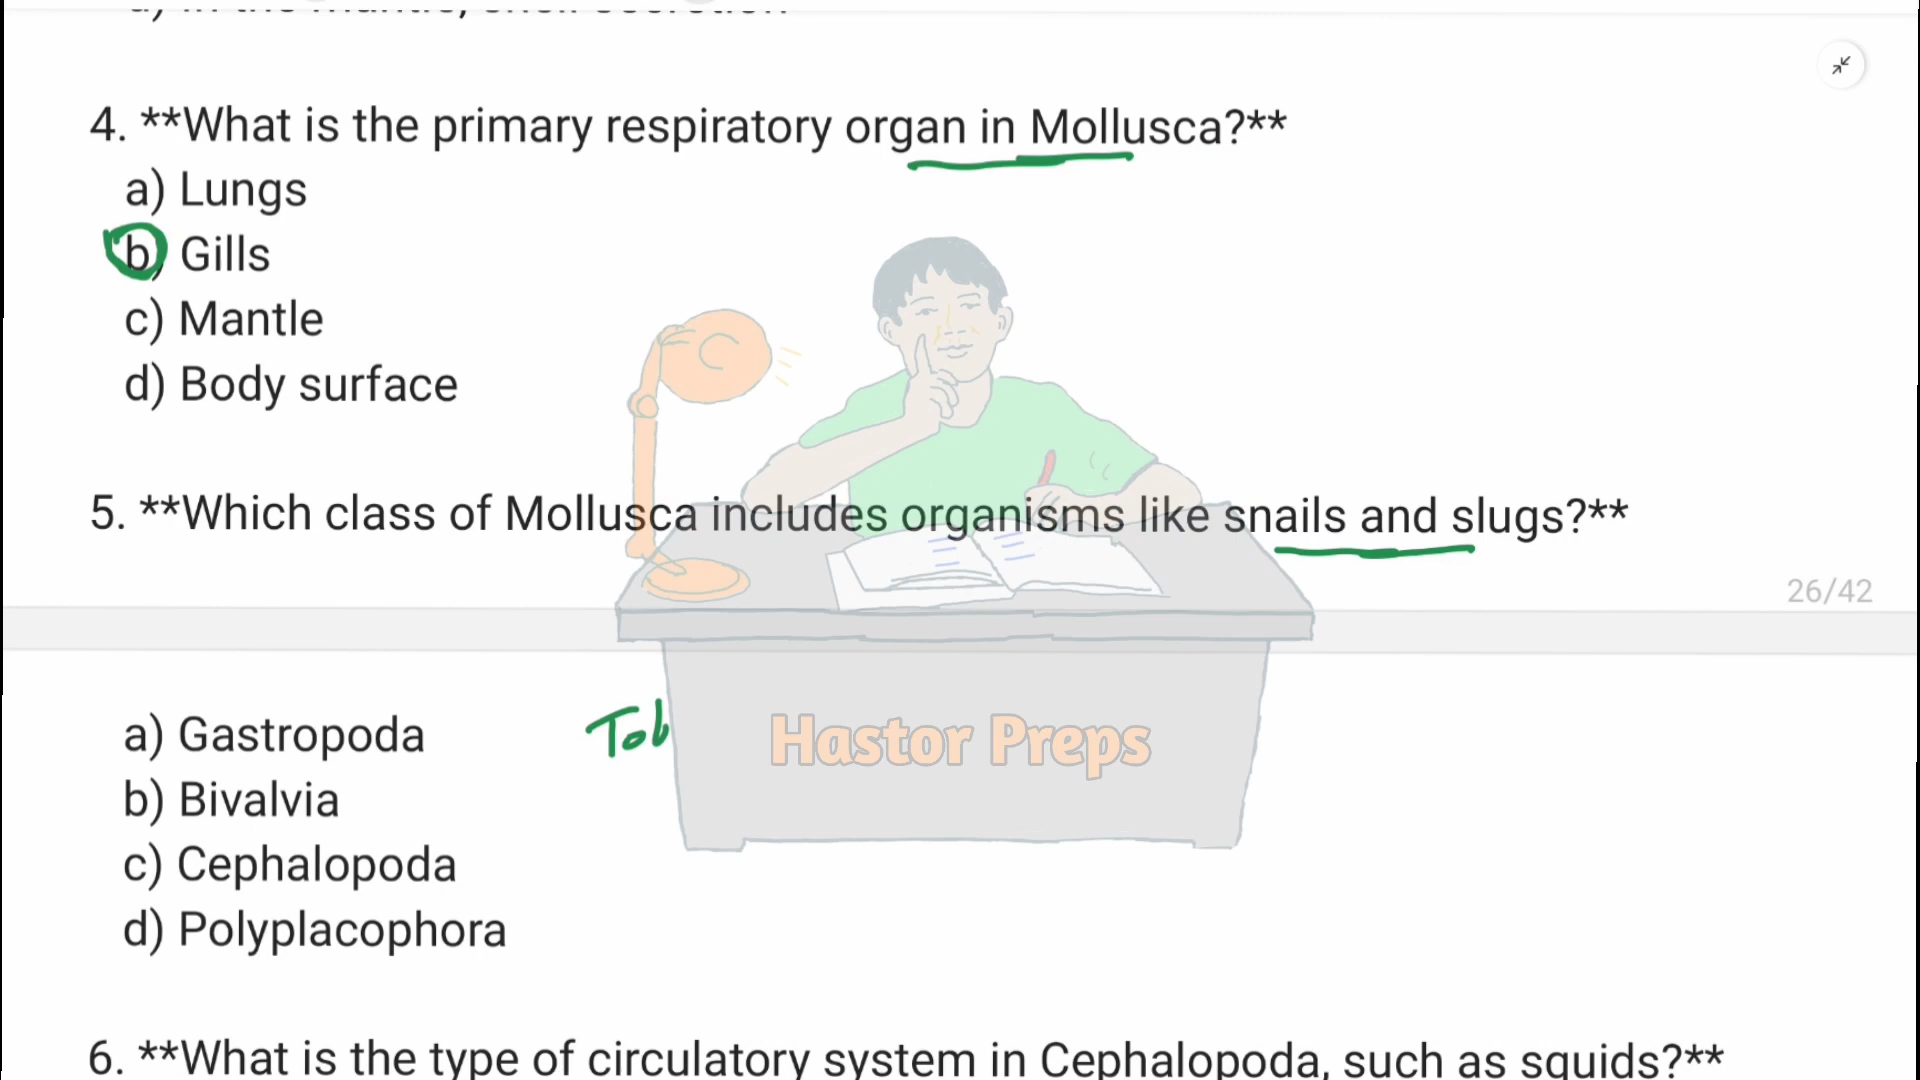 4. **What is the primary respiratory organ in Mollusca?**
a) Lungs
b) Gills
c) Mantle
d) Body surface
5. **Which class of Mollusca includes organisms like snails and slugs?**
26/42
a) Gastropoda
Tob
Hastor Preps
b) Bivalvia
c) Cephalopoda
d) Polyplacophora
6. **What is the type of circulatory system in Cephalopoda, such as squids?**